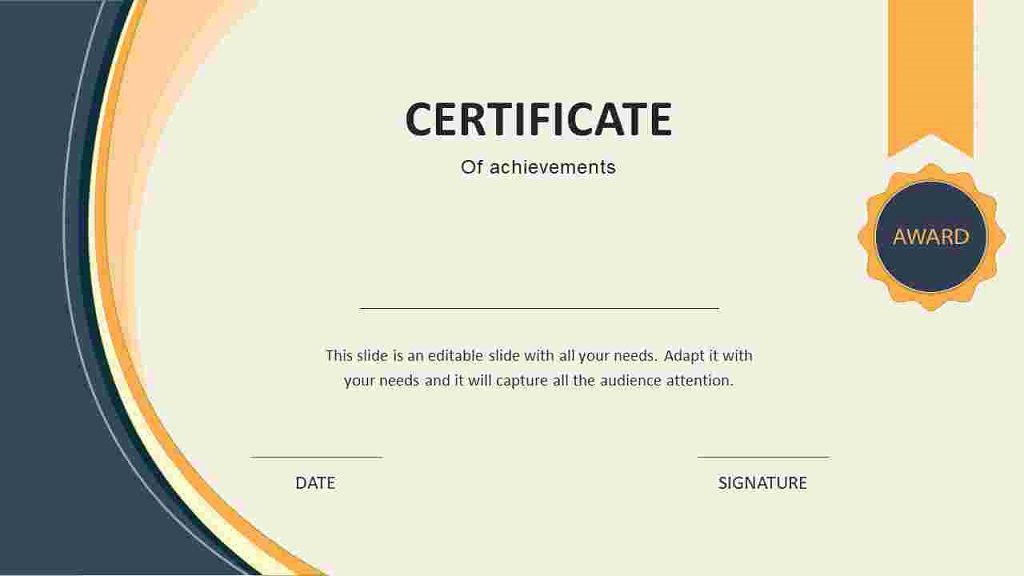 CERTIFICATE
Of achievements
AWARD
This slide is an editable slide with all your needs. Adapt it with
your needs and it will capture all the audience attention.
DATE
SIGNATURE